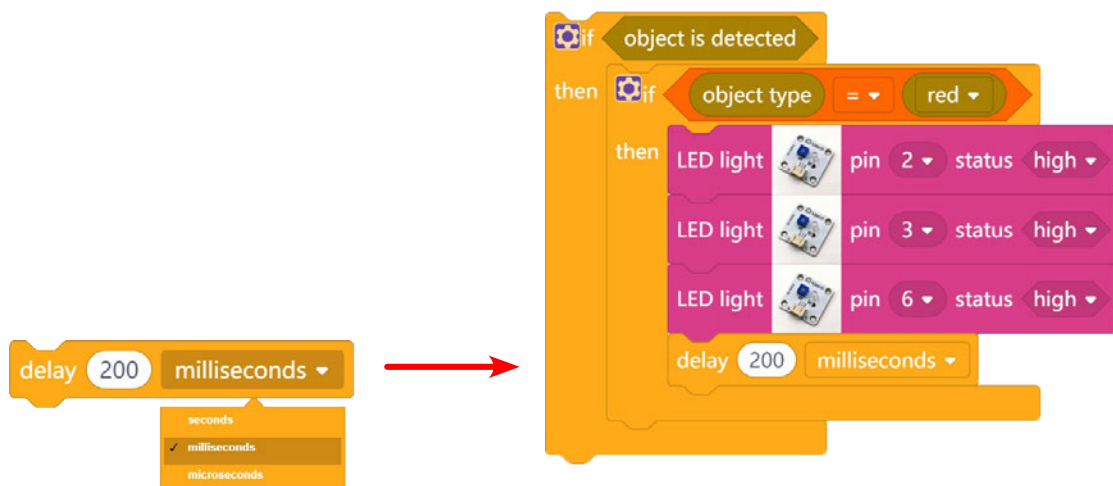 delay 200 milliseconds
seconds
✓ milliseconds
microseconds
if object is detected
then if object type = red
then LED light pin 2 status high
LED light pin 3 status high
LED light pin 6 status high
delay 200 milliseconds